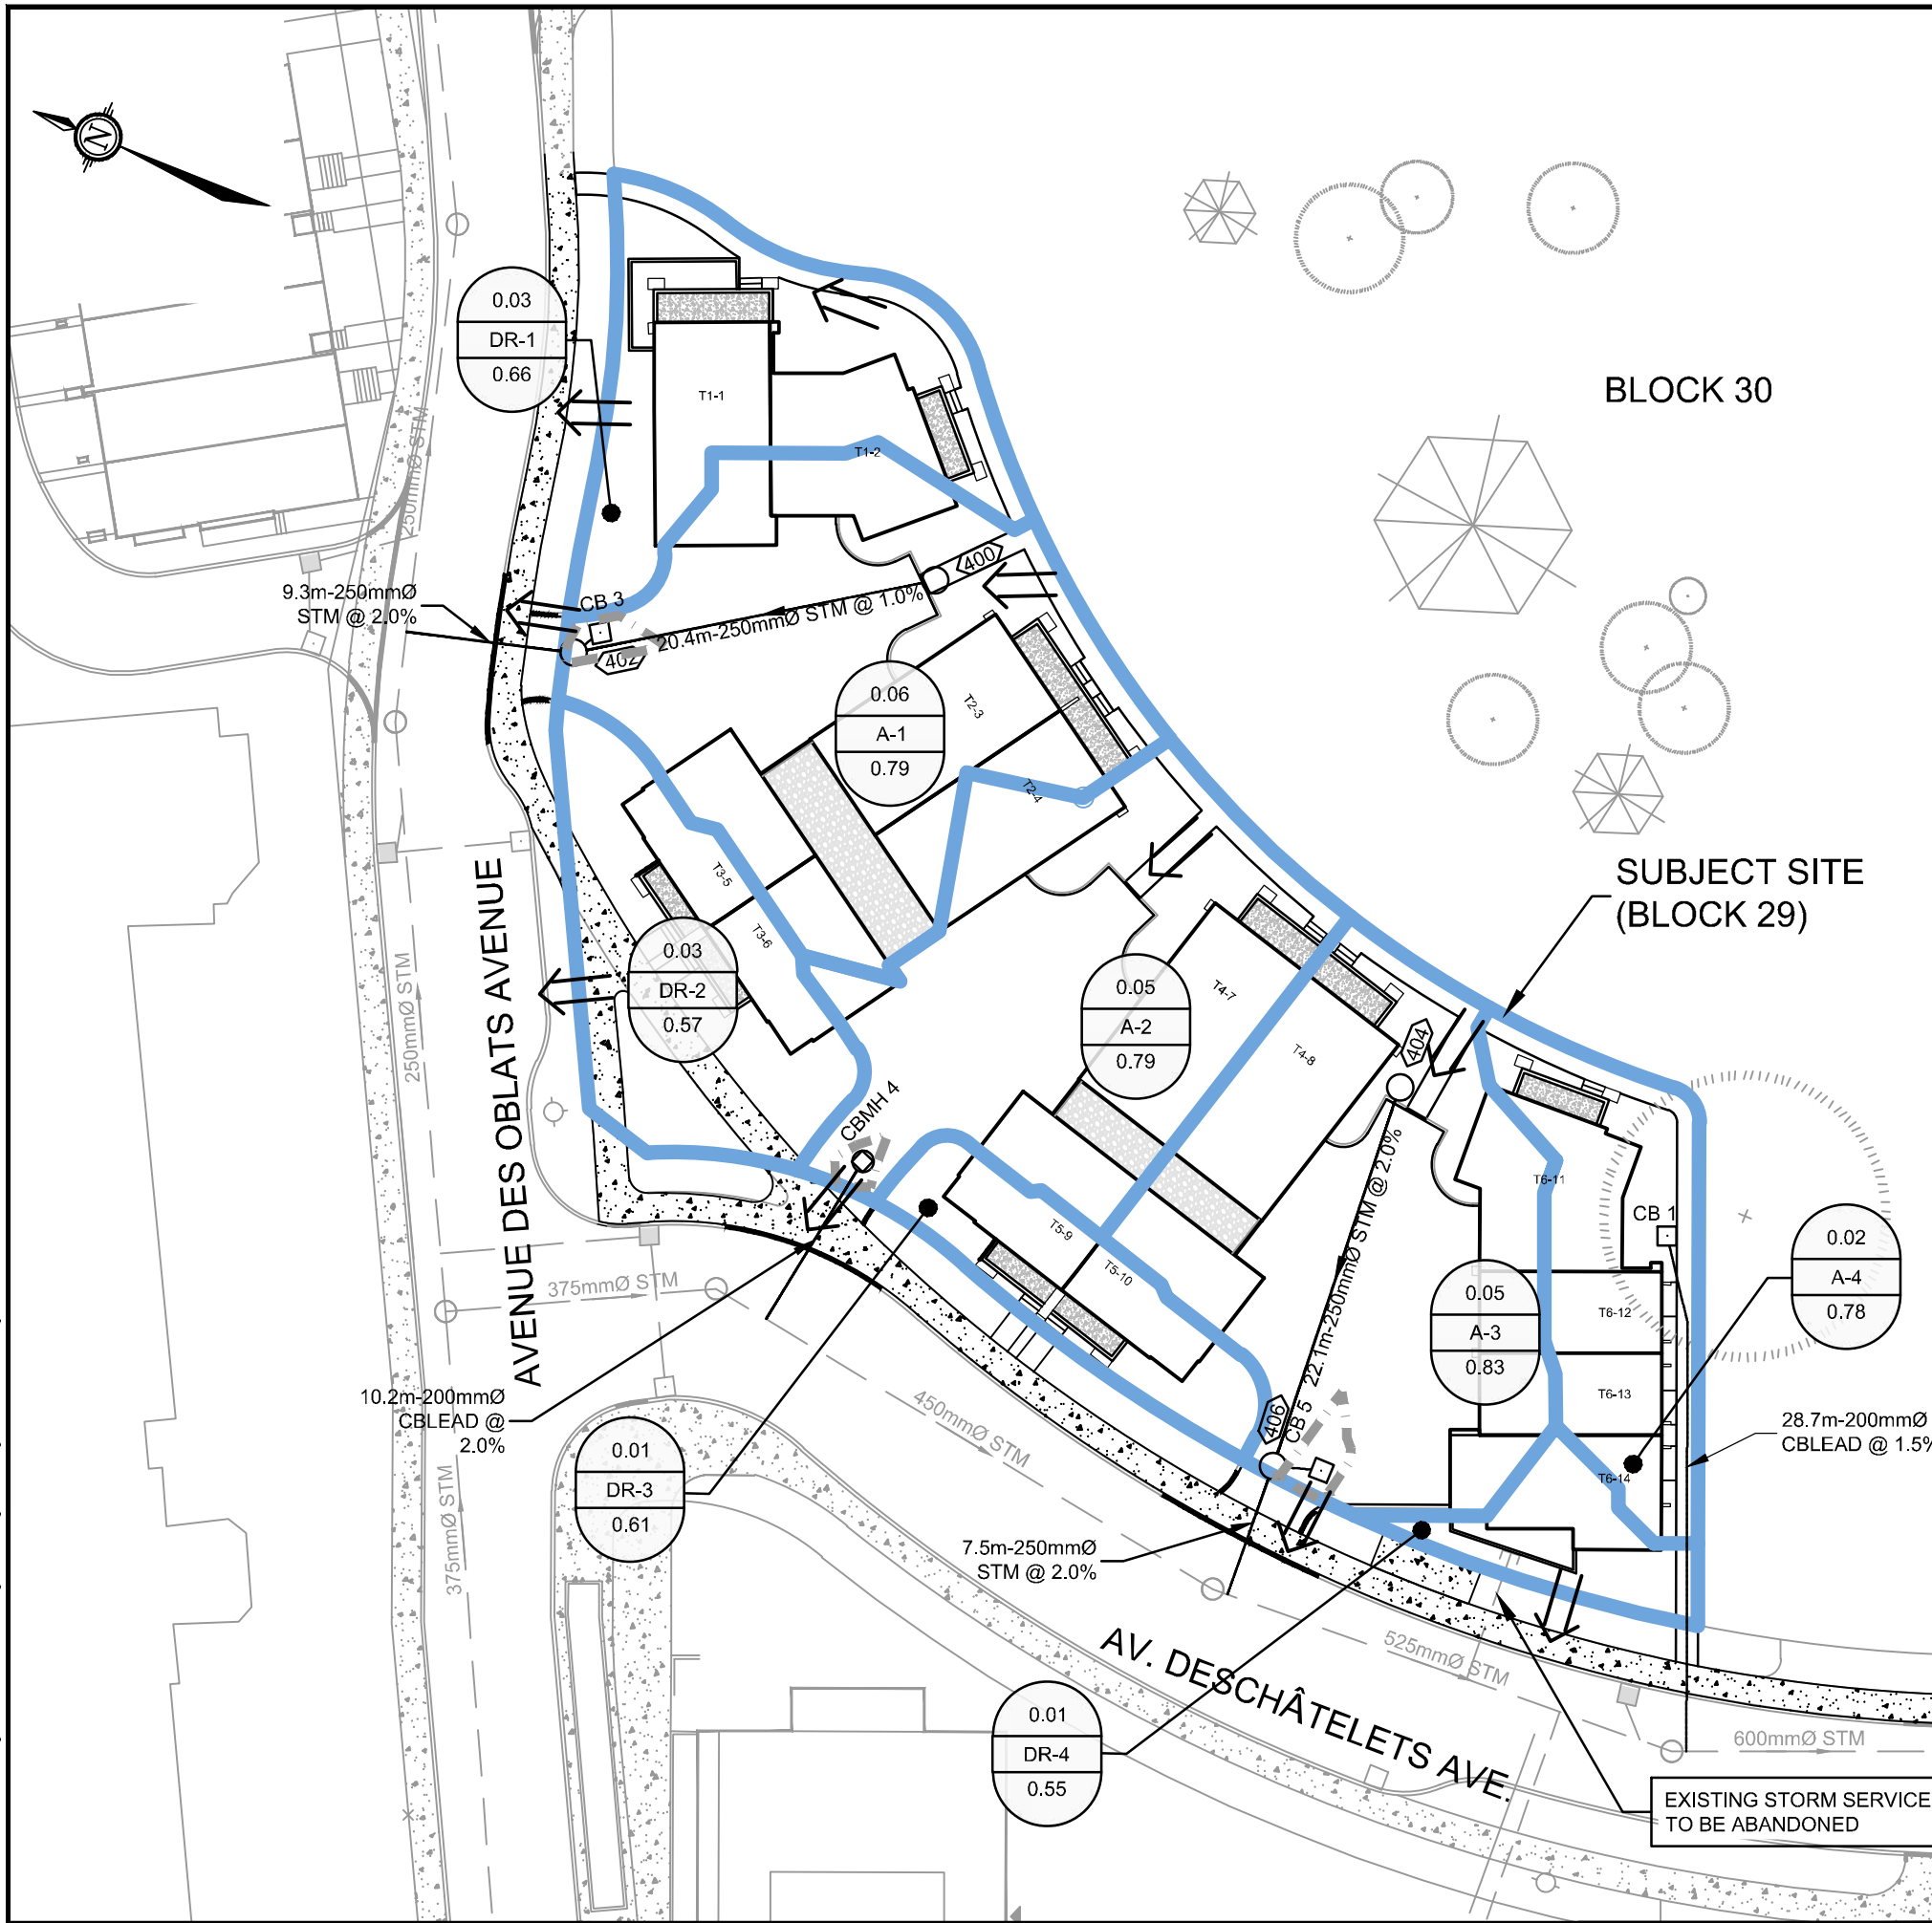 N
BLOCK 30
0.03
DR-1
0.66
T1-1
T1-2
250mmØ STM
9.3m-250mmØ
STM @ 2.0%
CB 3
400
20.4m-250mmØ STM @ 1.0%
402
0.06
A-1
0.79
T2-3
T2-4
SUBJECT SITE
(BLOCK 29)
T3-5
T3-6
0.03
DR-2
0.57
AVENUE DES OBLATS AVENUE
250mmØ STM
0.05
A-2
0.79
T4-7
T4-8
404
CBMH 4
T6-11
CB 1
0.02
A-4
0.78
T5-9
T5-10
22.1m-250mmØ STM @ 2.0%
375mmØ STM
0.05
A-3
0.83
T6-12
T6-13
T6-14
28.7m-200mmØ
CBLEAD @ 1.5%
10.2m-200mmØ
CBLEAD @
2.0%
450mmØ STM
406
CB 5
0.01
DR-3
0.61
375mmØ STM
7.5m-250mmØ
STM @ 2.0%
525mmØ STM
AV. DESCHÂTELETS AVE.
0.01
DR-4
0.55
600mmØ STM
EXISTING STORM SERVICE
TO BE ABANDONED